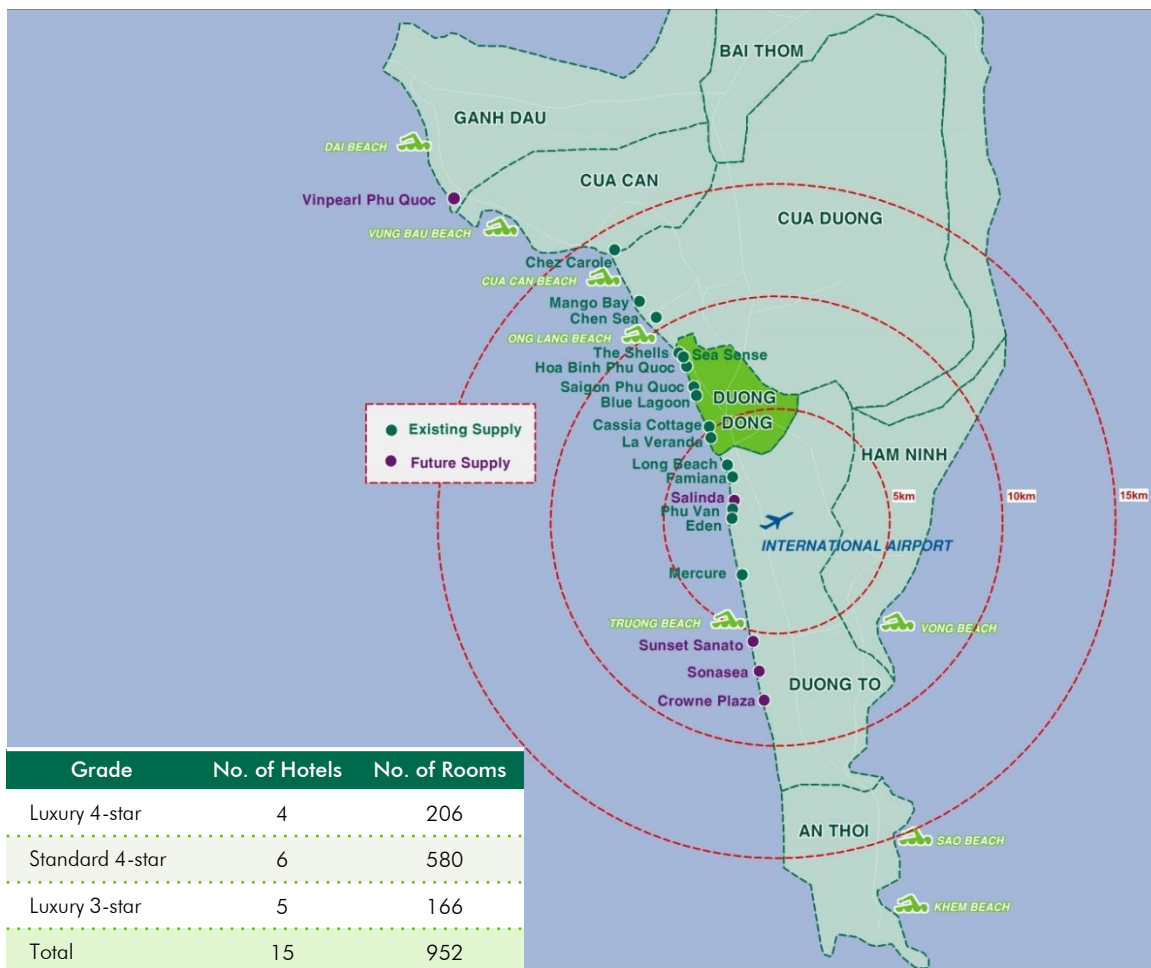 BAI THOM
GANH DAU
DAI BEACH
CUA CAN
Vinpearl Phu Quoc
CUA DUONG
VUNG BAU BEACH
Chez Carole
CUA CAN BEACH
Mango Bay
Chen Sea
ONG LANG BEACH
The Shells
Sea Sense
Hoa Binh Phu Quoc
Saigon Phu Quoc
Blue Lagoon
DUONG
DONG
Cassia Cottage
La Veranda
Existing Supply
Future Supply
HAM NINH
Long Beach
Famiana
Salinda
5km
10km
15km
Phu Van
Eden
INTERNATIONAL AIRPORT
Mercure
TRUONG BEACH
VONG BEACH
Sunset Sanato
Sonasea
DUONG TO
Crowne Plaza
AN THOI
SAO BEACH
KHEM BEACH
Grade No. of Hotels No. of Rooms
Luxury 4-star 4 206
Standard 4-star 6 580
Luxury 3-star 5 166
Total 15 952